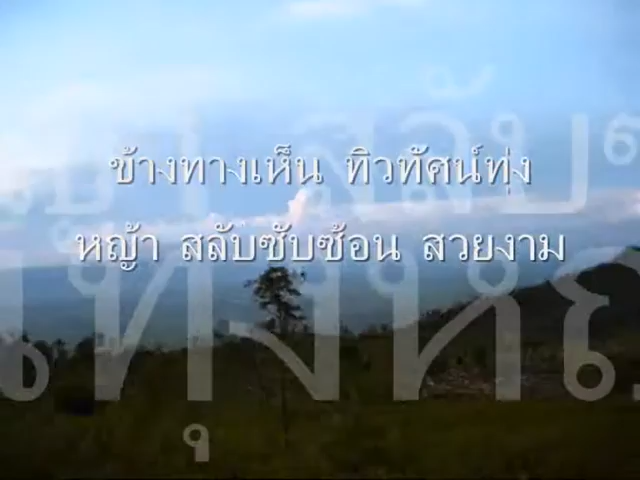 ข้างทางเห็น ทิวทัศน์ทุ่ง
หญ้า สลับซับซ้อน สวยงาม